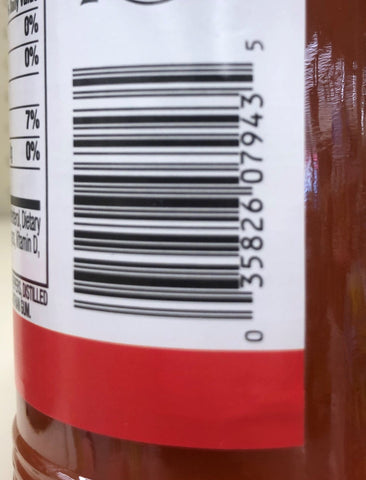 0%
0%
7%
0%
Dietary
Vitamin D,
DISTILLED
GUM.
0 35826 07943 5